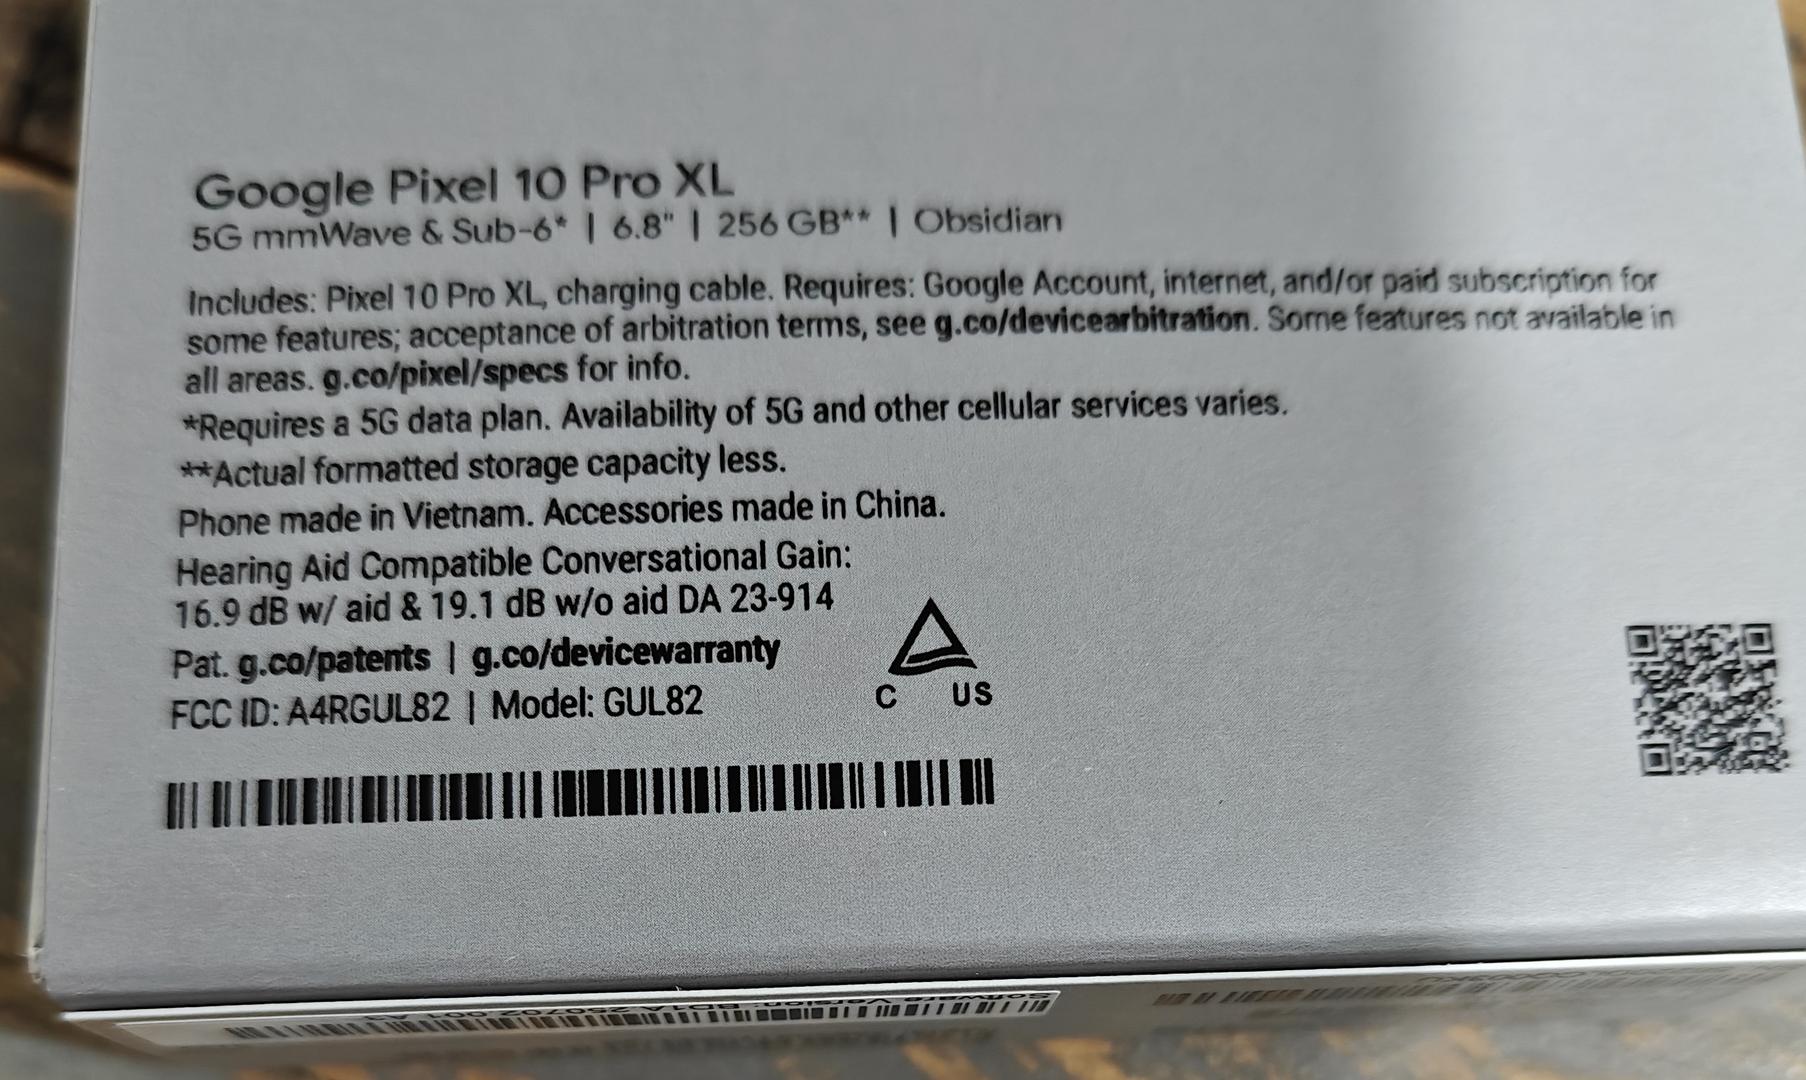 Google Pixel 10 Pro XL
5G mmWave & Sub-6* | 6.8" | 256 GB** | Obsidian
Includes: Pixel 10 Pro XL, charging cable. Requires: Google Account, internet, and/or paid subscription for
some features; acceptance of arbitration terms, see g.co/devicearbitration. Some features not available in
all areas. g.co/pixel/specs for info.
*Requires a 5G data plan. Availability of 5G and other cellular services varies.
**Actual formatted storage capacity less.
Phone made in Vietnam. Accessories made in China.
Hearing Aid Compatible Conversational Gain:
16.9 dB w/ aid & 19.1 dB w/o aid DA 23-914
Pat. g.co/patents | g.co/devicewarranty
FCC ID: A4RGUL82 | Model: GUL82
C US
Software Version: